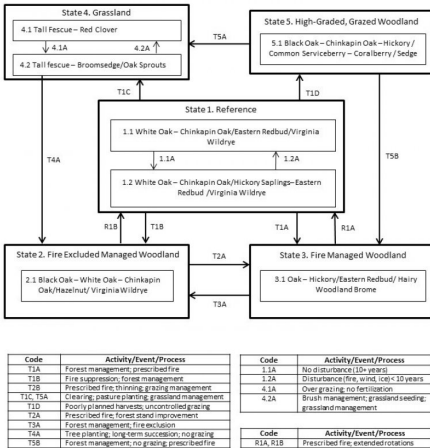 State 4. Grassland
4.1 Tall Fescue – Red Clover
4.1A
4.2A
4.2 Tall fescue – Broomsedge/Oak Sprouts
State 5. High-Graded, Grazed Woodland
5.1 Black Oak – Chinkapin Oak – Hickory /
Common Serviceberry – Coralberry / Sedge
T5A
T1C
T1D
State 1. Reference
1.1 White Oak – Chinkapin Oak/Eastern Redbud/Virginia
Wildrye
1.1A
1.2A
1.2 White Oak – Chinkapin Oak/Hickory Saplings–Eastern
Redbud /Virginia Wildrye
T4A
T5B
R1B
T1B
T1A
R1A
State 2. Fire Excluded Managed Woodland
2.1 Black Oak – White Oak – Chinkapin
Oak/Hazelnut/ Virginia Wildrye
T2A
T3A
State 3. Fire Managed Woodland
3.1 Oak – Hickory/Eastern Redbud/ Hairy
Woodland Brome
Code Activity/Event/Process
T1A Forest management; prescribed fire
T1B Fire suppression; forest management
T2B Prescribed fire; thinning; grazing management
T1C, T5A Clearing; pasture planting; grassland management
T1D Poorly planned harvests; uncontrolled grazing
T2A Prescribed fire; forest stand improvement
T3A Forest management; fire exclusion
T4A Tree planting; long-term succession; no grazing
T5B Forest management; no grazing; prescribed fire
Code Activity/Event/Process
1.1A No disturbance (10+ years)
1.2A Disturbance (fire, wind, ice) < 10 years
4.1A Over grazing; no fertilization
4.2A Brush management; grassland seeding;
grassland management
Code Activity/Event/Process
R1A, R1B Prescribed fire; extended rotations